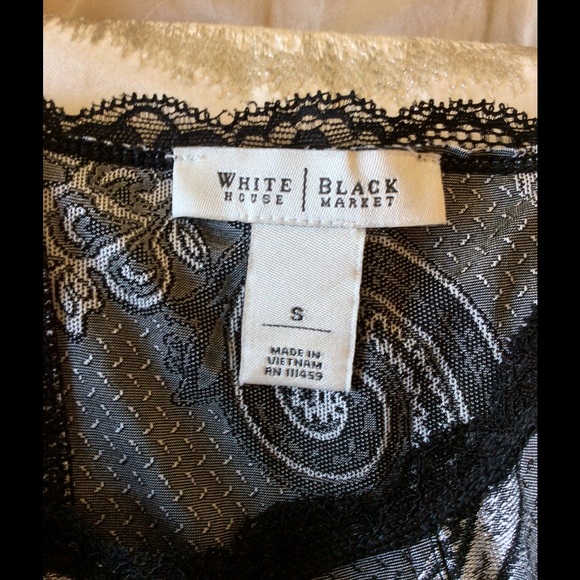 WHITE | BLACK
HOUSE | MARKET
S
MADE IN
VIETNAM
RN 111459